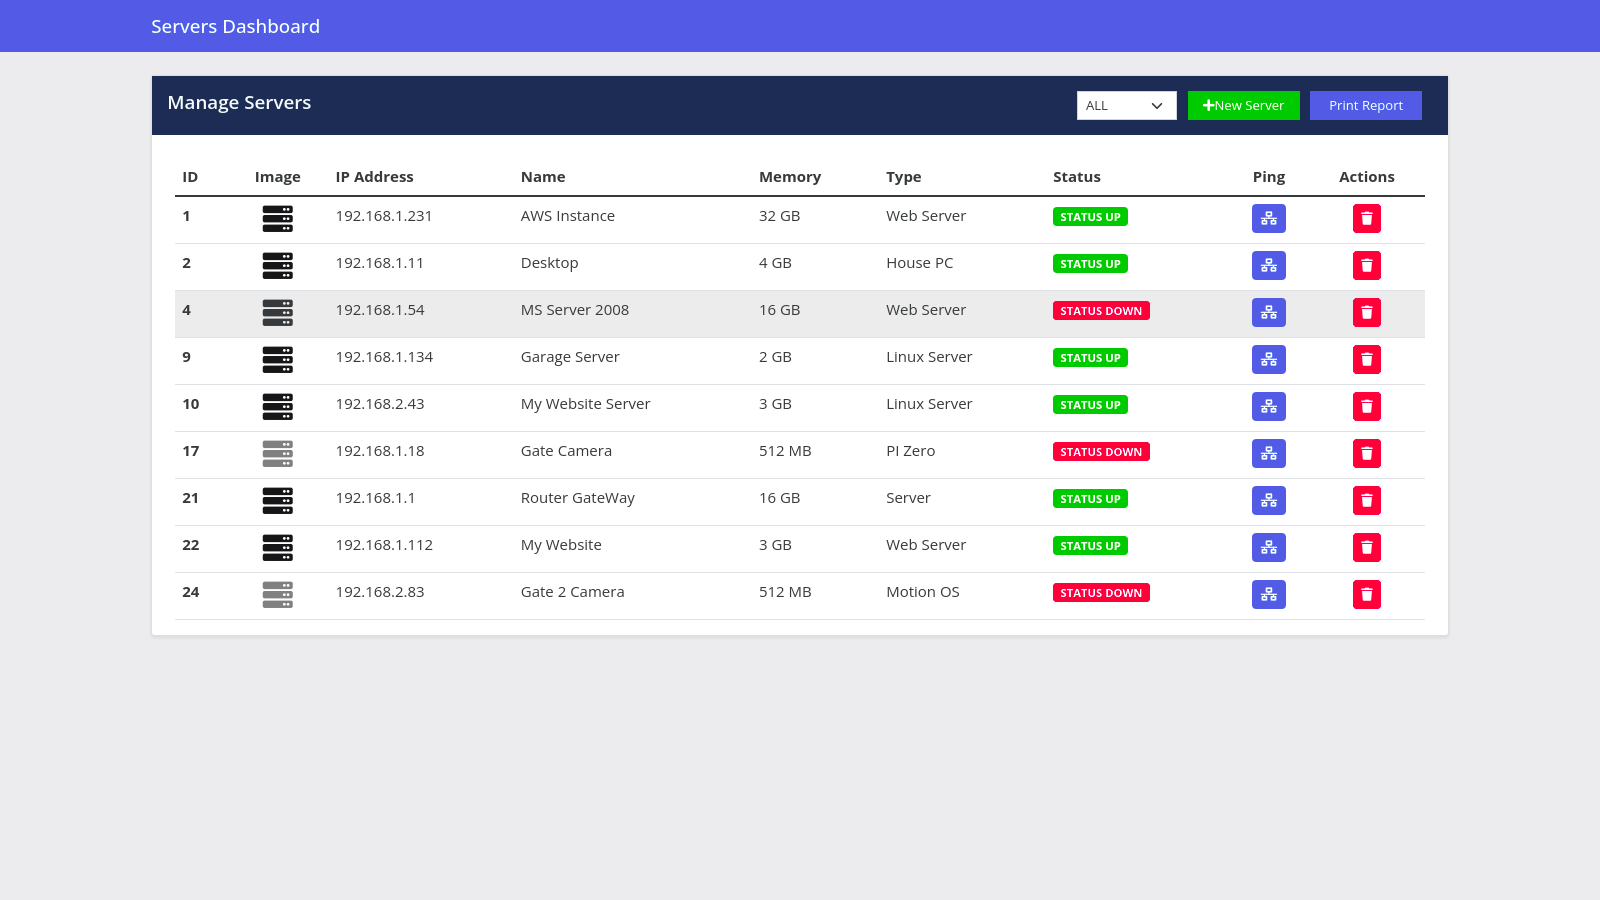 Servers Dashboard
Manage Servers ALL New Server Print Report
ID Image IP Address Name Memory Type Status Ping Actions
1 192.168.1.231 AWS Instance 32 GB Web Server STATUS UP
2 192.168.1.11 Desktop 4 GB House PC STATUS UP
4 192.168.1.54 MS Server 2008 16 GB Web Server STATUS DOWN
9 192.168.1.134 Garage Server 2 GB Linux Server STATUS UP
10 192.168.2.43 My Website Server 3 GB Linux Server STATUS UP
17 192.168.1.18 Gate Camera 512 MB PI Zero STATUS DOWN
21 192.168.1.1 Router GateWay 16 GB Server STATUS UP
22 192.168.1.112 My Website 3 GB Web Server STATUS UP
24 192.168.2.83 Gate 2 Camera 512 MB Motion OS STATUS DOWN